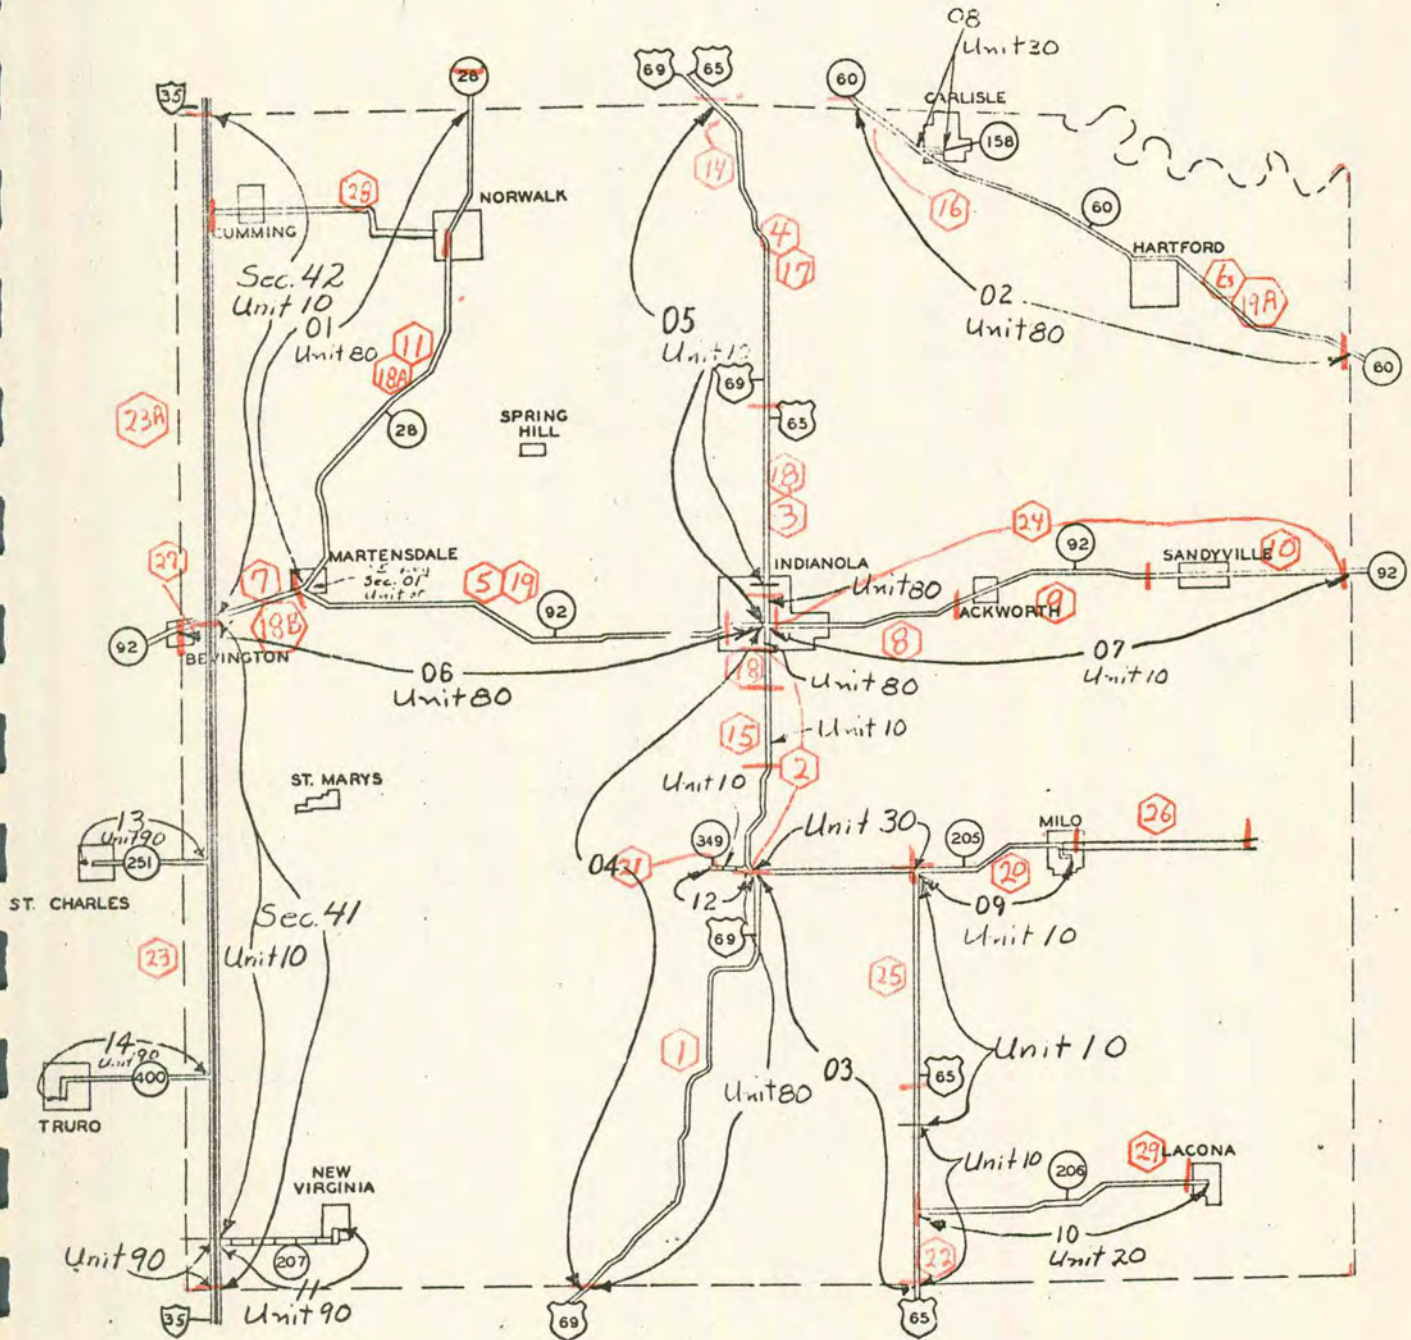 08
Unit 30
35
28
69
65
60
CARLISLE
158
14
16
28
NORWALK
CUMMING
4
17
60
HARTFORD
Sec. 42
Unit 10
01
Unit 80
05
02
Unit 80
19A
60
11
18A
69
23A
28
SPRING
HILL
65
18
3
24
92
SANDYVILLE
10
92
27
7
MARTENSDALE
Sec. 01
5
19
INDIANOLA
Unit 80
ACKWORTH
9
92
18B
92
BEVINGTON
8
06
Unit 80
18
Unit 80
07
Unit 10
15
Unit 10
2
ST. MARYS
Unit 10
13
Unit 90
251
349
Unit 30
205
MILO
26
04
21
20
ST. CHARLES
12
09
Unit 10
Sec. 41
Unit 10
69
23
25
14
Unit 90
400
1
Unit 10
TRURO
Unit 80
03
65
NEW
VIRGINIA
Unit 10
206
29
LACONA
10
Unit 20
Unit 90
207
22
11
Unit 90
35
69
65